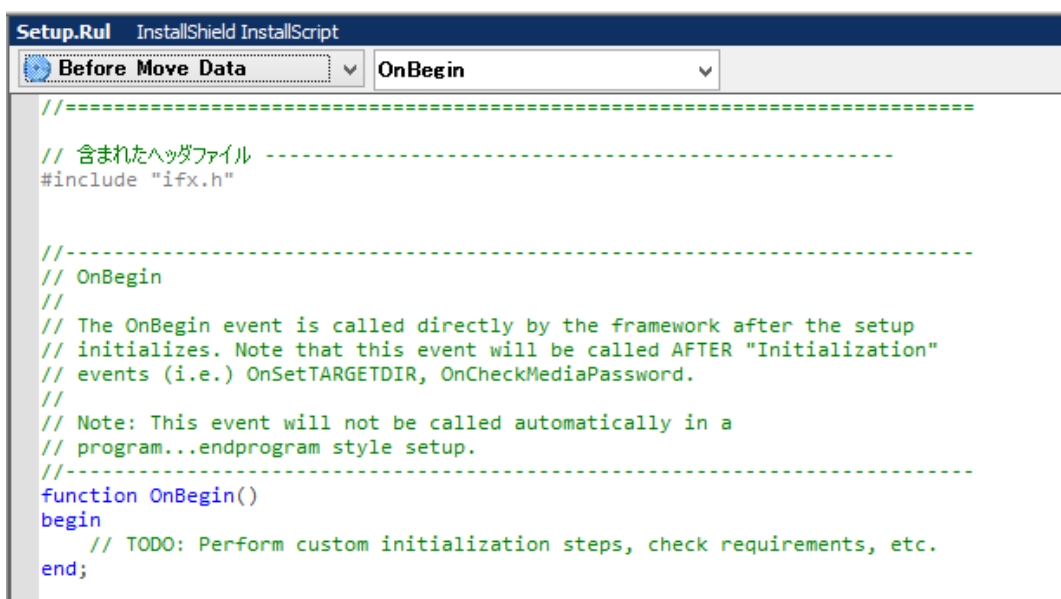 Setup.Rul InstallShield InstallScript
Before Move Data OnBegin
//===========================================================================
// 含まれたヘッダファイル ----------------------------------------------------
#include "ifx.h"
//---------------------------------------------------------------------------
// OnBegin
//
// The OnBegin event is called directly by the framework after the setup
// initializes. Note that this event will be called AFTER "Initialization"
// events (i.e.) OnSetTARGETDIR, OnCheckMediaPassword.
//
// Note: This event will not be called automatically in a
// program...endprogram style setup.
//---------------------------------------------------------------------------
function OnBegin()
begin
// TODO: Perform custom initialization steps, check requirements, etc.
end;